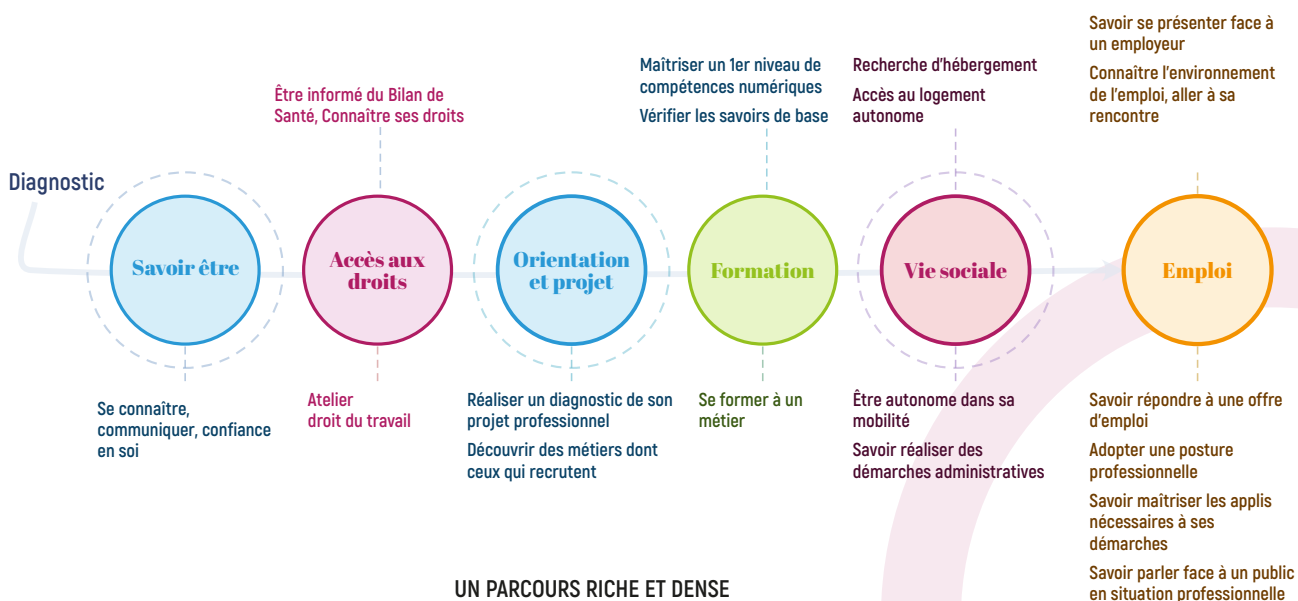 Diagnostic
Savoir être
Se connaître,
communiquer, confiance
en soi
Être informé du Bilan de
Santé, Connaître ses droits
Accès aux
droits
Atelier
droit du travail
Orientation
et projet
Réaliser un diagnostic de son
projet professionnel
Découvrir des métiers dont
ceux qui recrutent
Maîtriser un 1er niveau de
compétences numériques
Vérifier les savoirs de base
Formation
Se former à un
métier
Recherche d'hébergement
Accès au logement
autonome
Vie sociale
Être autonome dans sa
mobilité
Savoir réaliser des
démarches administratives
Savoir se présenter face à
un employeur
Connaître l'environnement
de l'emploi, aller à sa
rencontre
Emploi
Savoir répondre à une offre
d'emploi
Adopter une posture
professionnelle
Savoir maîtriser les applis
nécessaires à ses
démarches
Savoir parler face à un public
en situation professionnelle
UN PARCOURS RICHE ET DENSE